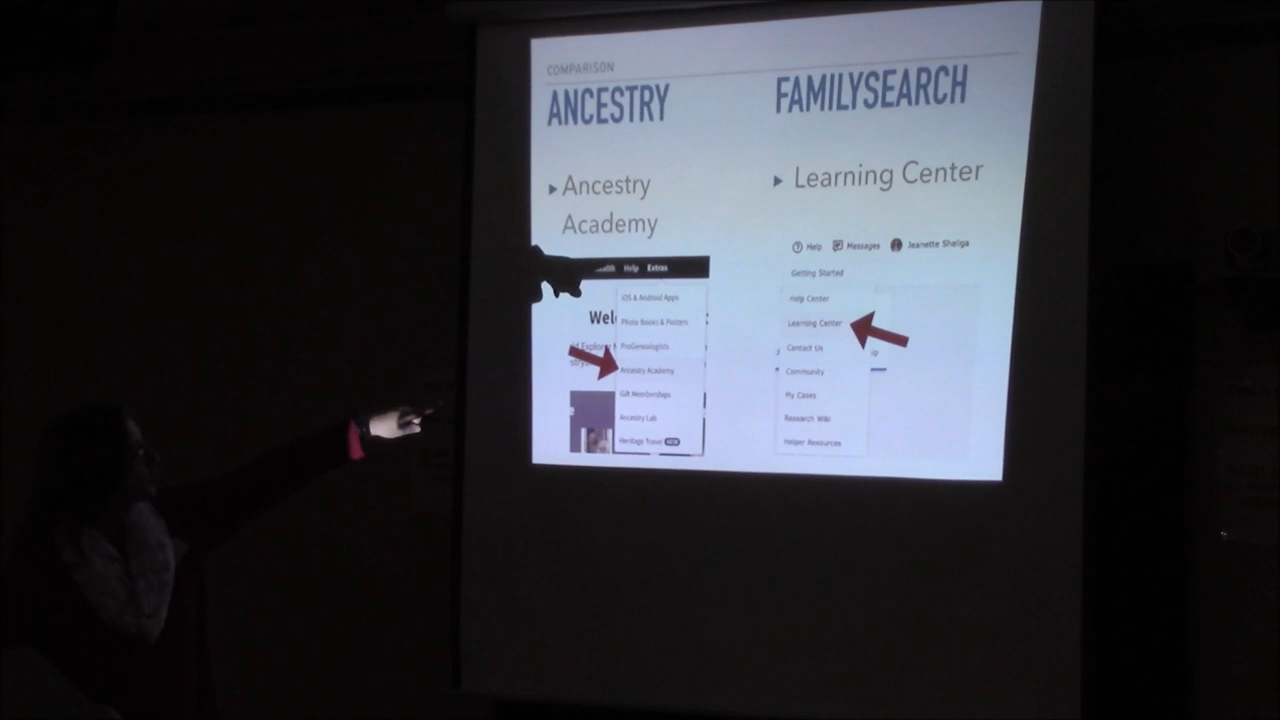 COMPARISON
ANCESTRY
Ancestry
Academy
Help Extras
iOS & Android Apps
Photo Books & Posters
ProGenealogists
Ancestry Academy
Gift Memberships
Ancestry Lab
Heritage Travel NEW
FAMILYSEARCH
Learning Center
Help Messages Jeanette Sheliga
Getting Started
Help Center
Learning Center
Contact Us
Community
My Cases
Research Wiki
Helper Resources